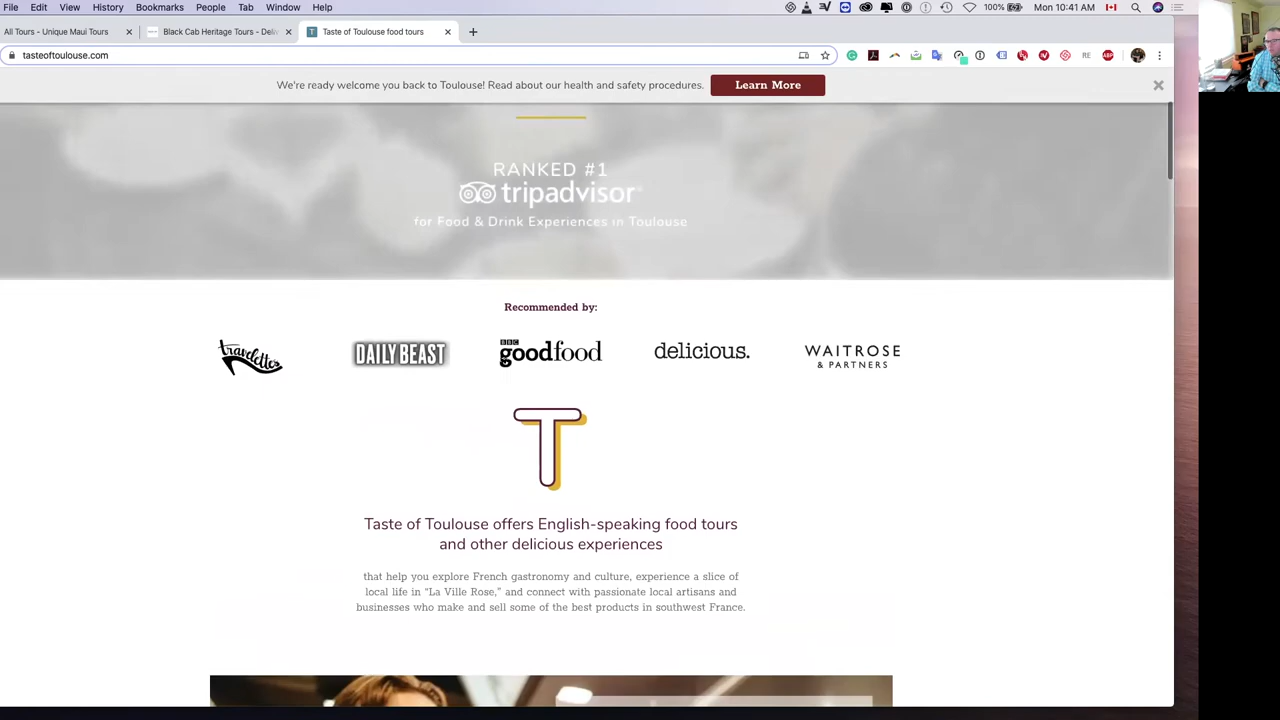 File Edit View History Bookmarks People Tab Window Help 100% Mon 10:41 AM
All Tours - Unique Maui Tours Black Cab Heritage Tours - Deli Taste of Toulouse food tours
tasteoftoulouse.com
We're ready welcome you back to Toulouse! Read about our health and safety procedures. Learn More
RANKED #1
tripadvisor
for Food & Drink Experiences in Toulouse
Recommended by:
travelettes DAILY BEAST BBC goodfood delicious. WAITROSE & PARTNERS
T
Taste of Toulouse offers English-speaking food tours
and other delicious experiences
that help you explore French gastronomy and culture, experience a slice of
local life in “La Ville Rose,” and connect with passionate local artisans and
businesses who make and sell some of the best products in southwest France.